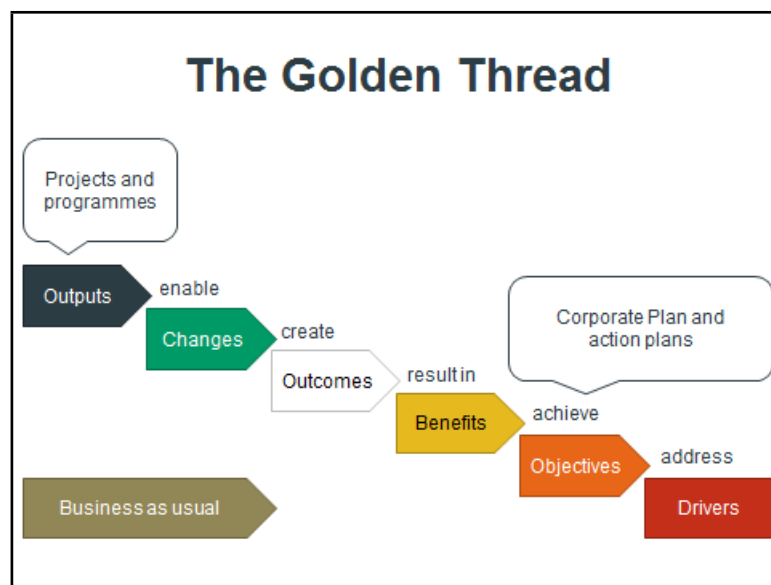 The Golden Thread
Projects and
programmes
Outputs
enable
Changes
create
Outcomes
result in
Benefits
Corporate Plan and
action plans
achieve
Objectives
address
Drivers
Business as usual